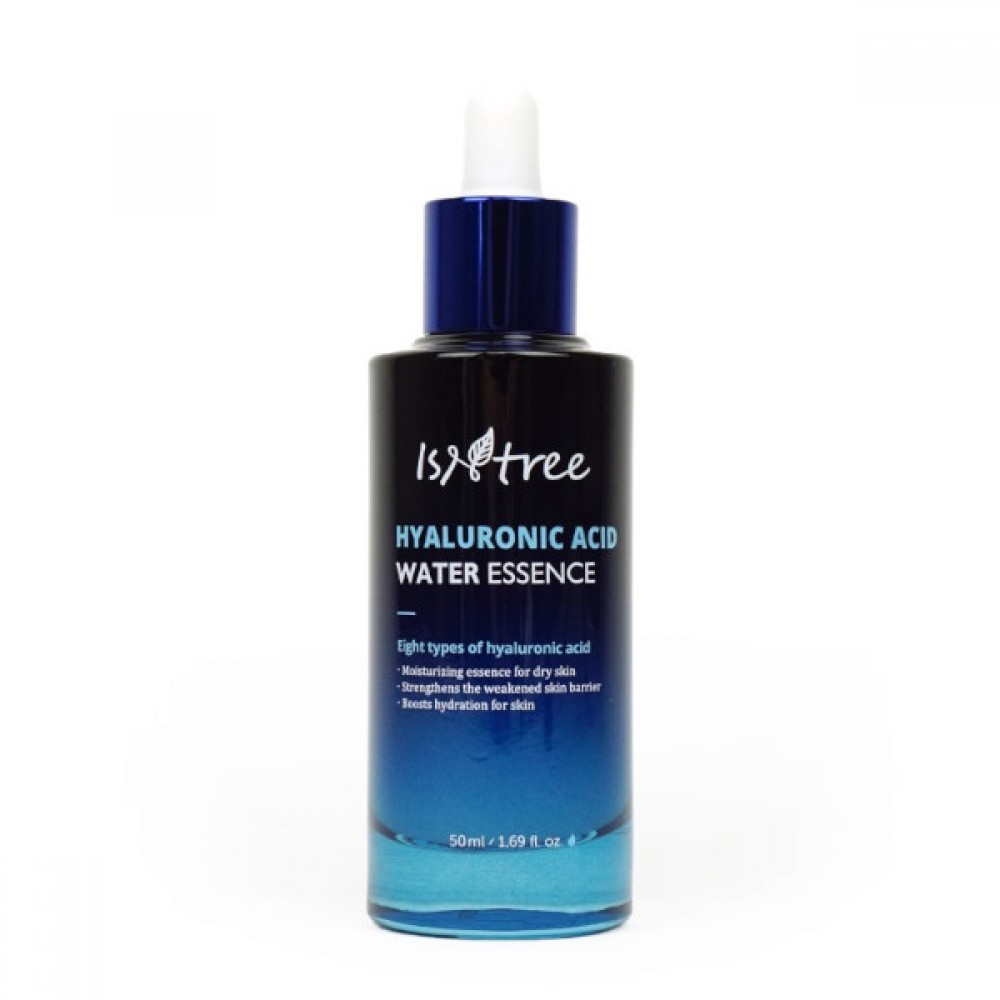 IsNtree
HYALURONIC ACID
WATER ESSENCE
Eight types of hyaluronic acid
· Moisturizing essence for dry skin
· Strengthens the weakened skin barrier
· Boosts hydration for skin
50ml / 1.69 fl. oz